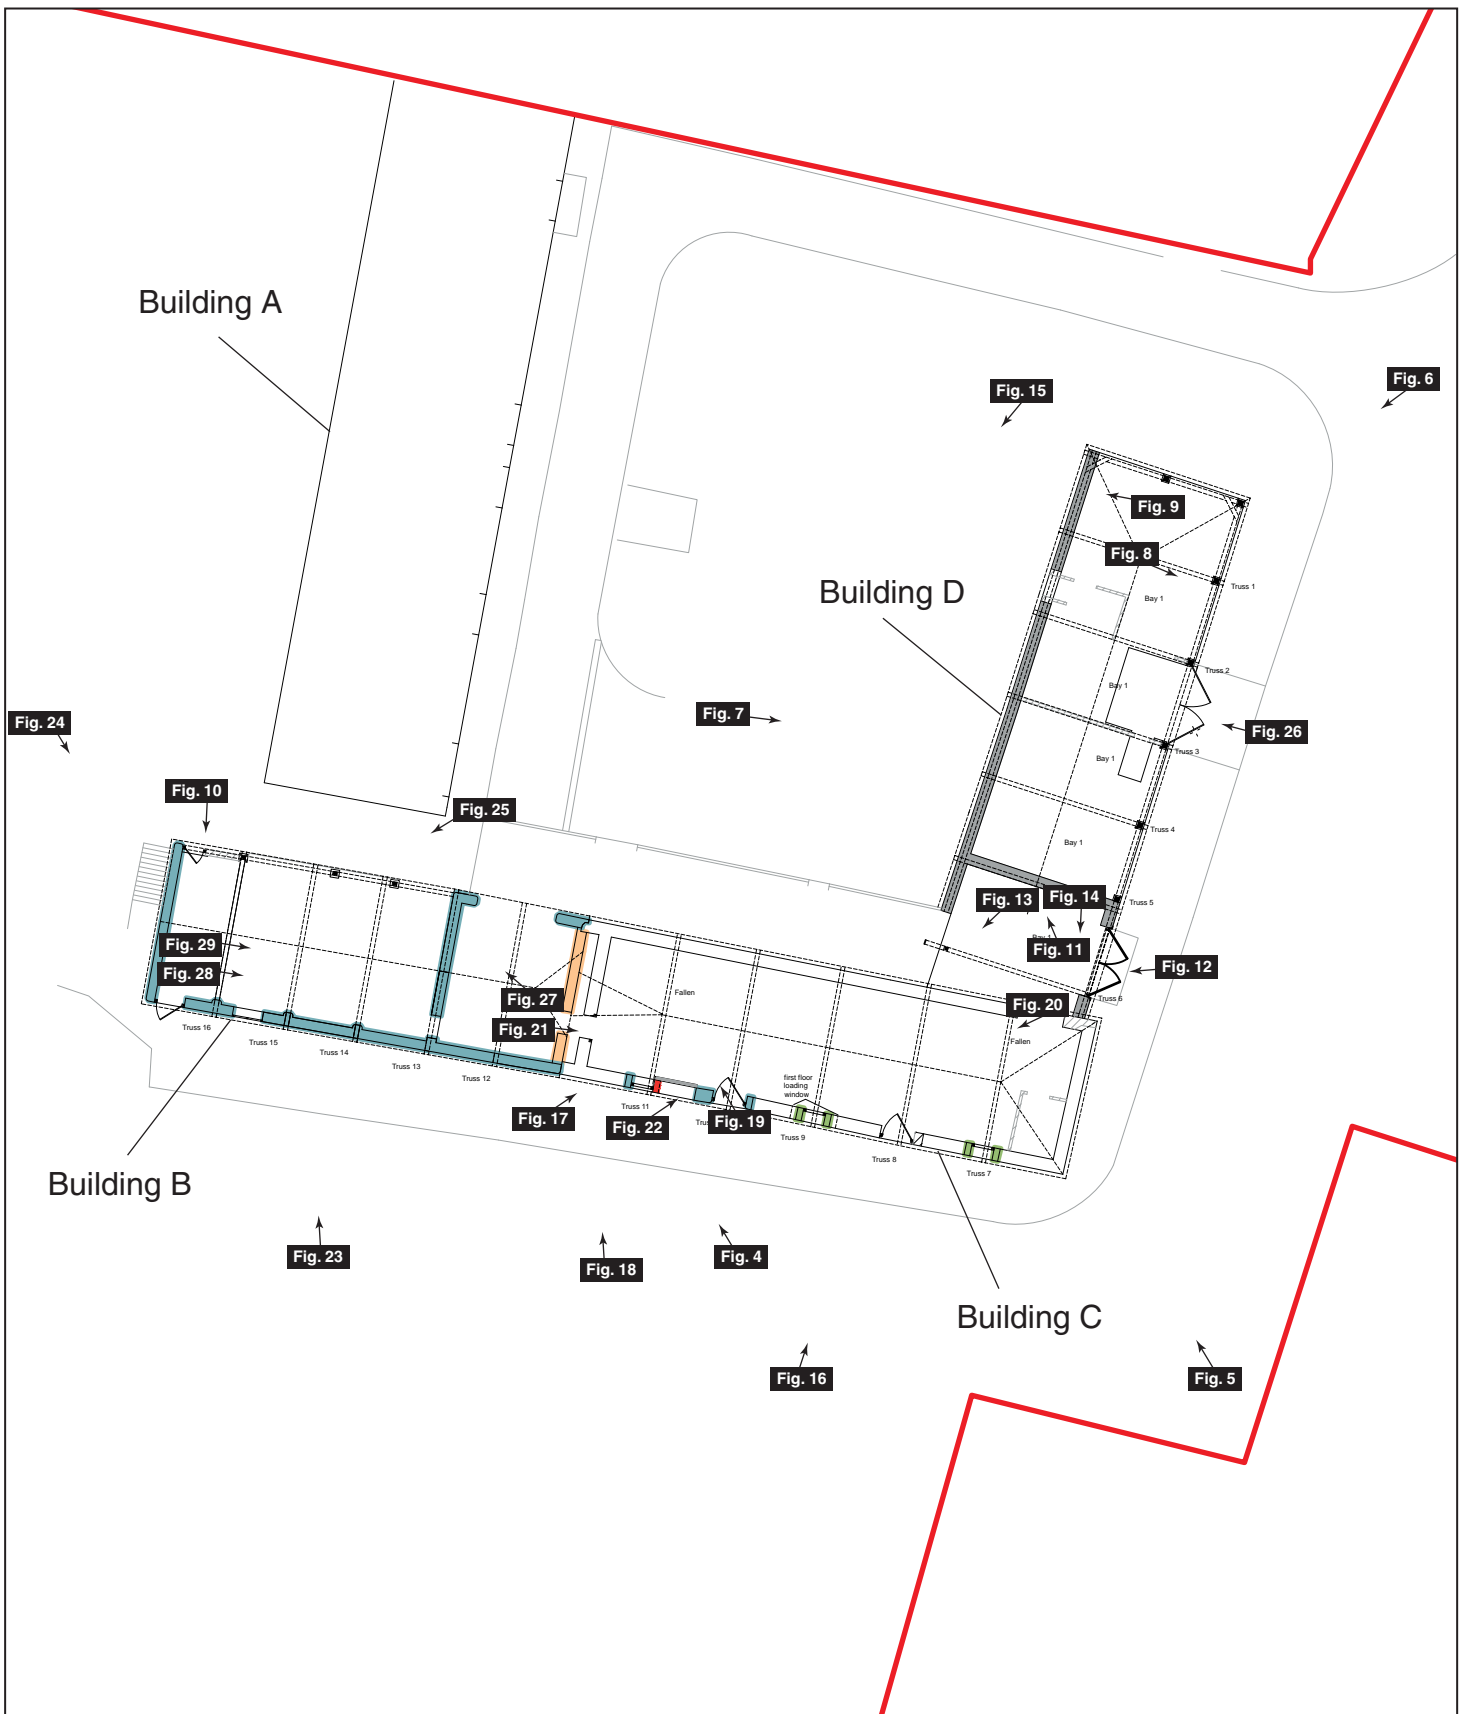 Building A
Fig. 15
Fig. 6
Fig. 9
Fig. 8
Truss 1
Bay 1
Building D
Truss 2
Bay 1
Fig. 24
Fig. 7
Fig. 26
Truss 3
Bay 1
Fig. 10
Fig. 25
Truss 4
Bay 1
Fig. 13
Fig. 14
Truss 5
Fig. 29
Fig. 11
Fig. 28
Fig. 12
Fig. 27
Fallen
Truss 6
Fig. 20
Fig. 21
Fallen
Truss 16
Truss 15
Truss 14
Truss 13
Truss 12
first floor
loading
window
Truss 11
Fig. 17
Fig. 22
Fig. 19
Truss 9
Truss 8
Truss 7
Building B
Fig. 23
Fig. 18
Fig. 4
Building C
Fig. 16
Fig. 5